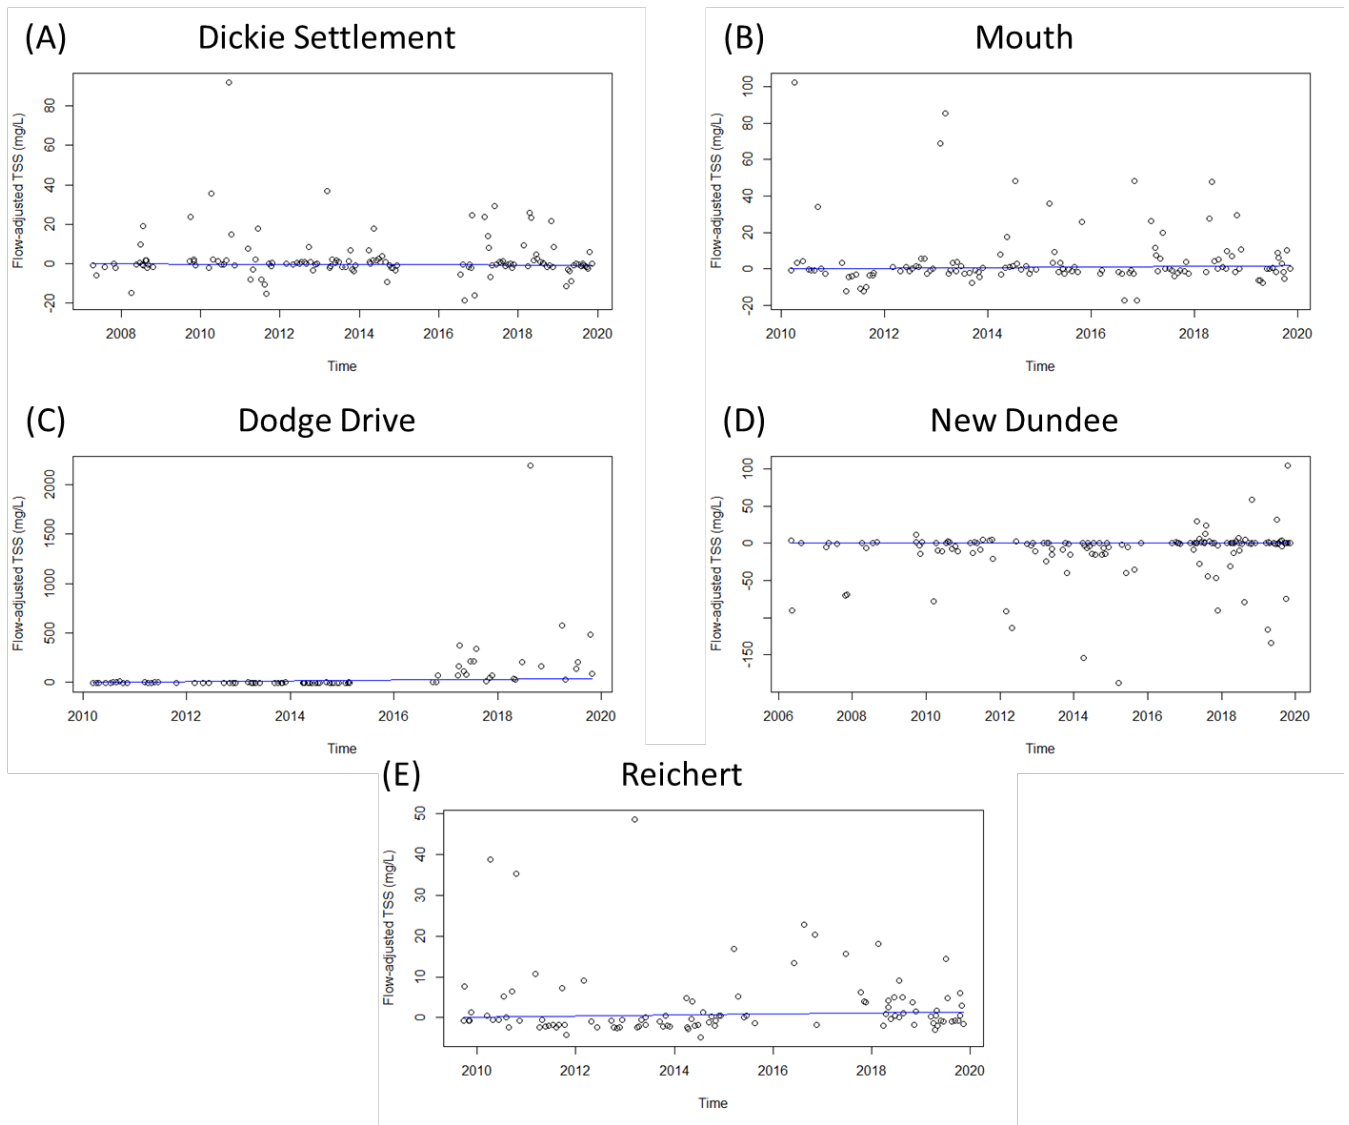 (A) Dickie Settlement
Flow-adjusted TSS (mg/L)
80
60
40
20
0
-20
2008 2010 2012 2014 2016 2018 2020
Time
(B) Mouth
Flow-adjusted TSS (mg/L)
100
80
60
40
20
0
-20
2010 2012 2014 2016 2018 2020
Time
(C) Dodge Drive
Flow-adjusted TSS (mg/L)
2000
1500
1000
500
0
2010 2012 2014 2016 2018 2020
Time
(D) New Dundee
Flow-adjusted TSS (mg/L)
100
50
0
-50
-150
2006 2008 2010 2012 2014 2016 2018 2020
Time
(E) Reichert
Flow-adjusted TSS (mg/L)
50
40
30
20
10
0
2010 2012 2014 2016 2018 2020
Time